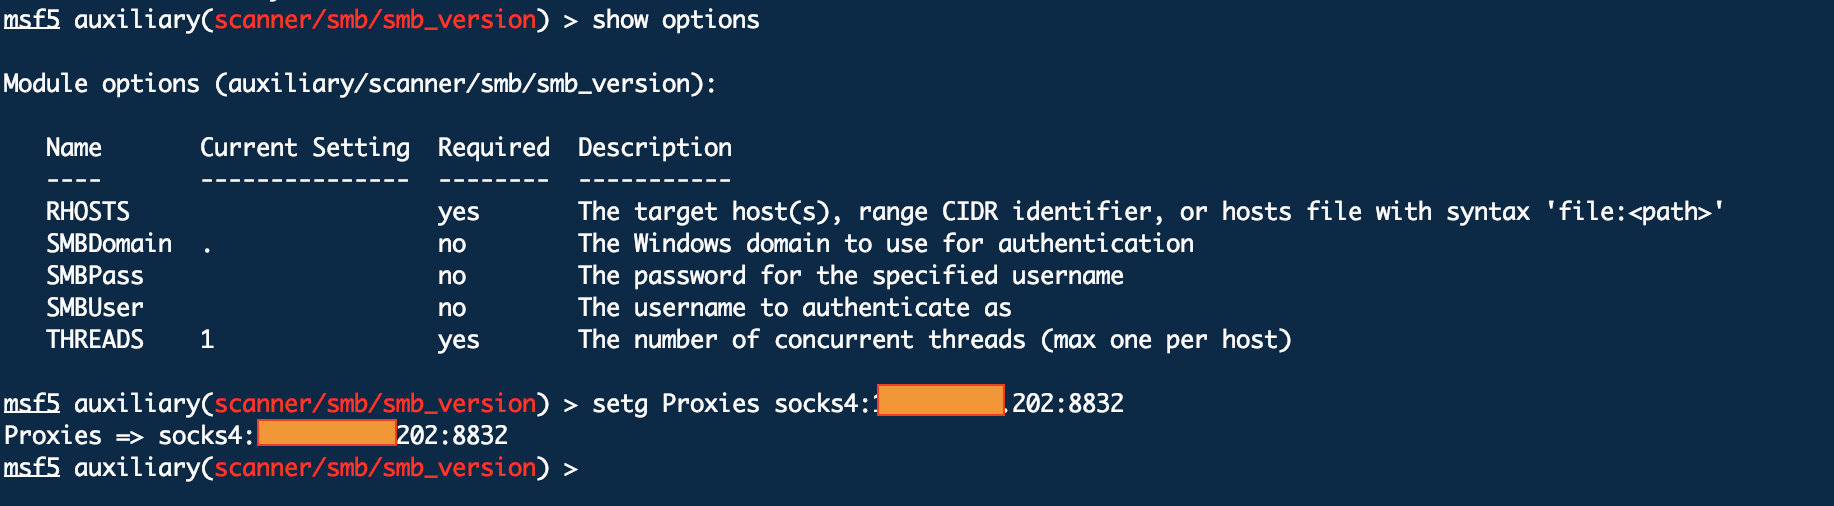 msf5 auxiliary(scanner/smb/smb_version) > show options
Module options (auxiliary/scanner/smb/smb_version):
Name Current Setting Required Description
---- --------------- -------- -----------
RHOSTS yes The target host(s), range CIDR identifier, or hosts file with syntax 'file:<path>'
SMBDomain . no The Windows domain to use for authentication
SMBPass no The password for the specified username
SMBUser no The username to authenticate as
THREADS 1 yes The number of concurrent threads (max one per host)
msf5 auxiliary(scanner/smb/smb_version) > setg Proxies socks4: .202:8832
Proxies => socks4: 202:8832
msf5 auxiliary(scanner/smb/smb_version) >